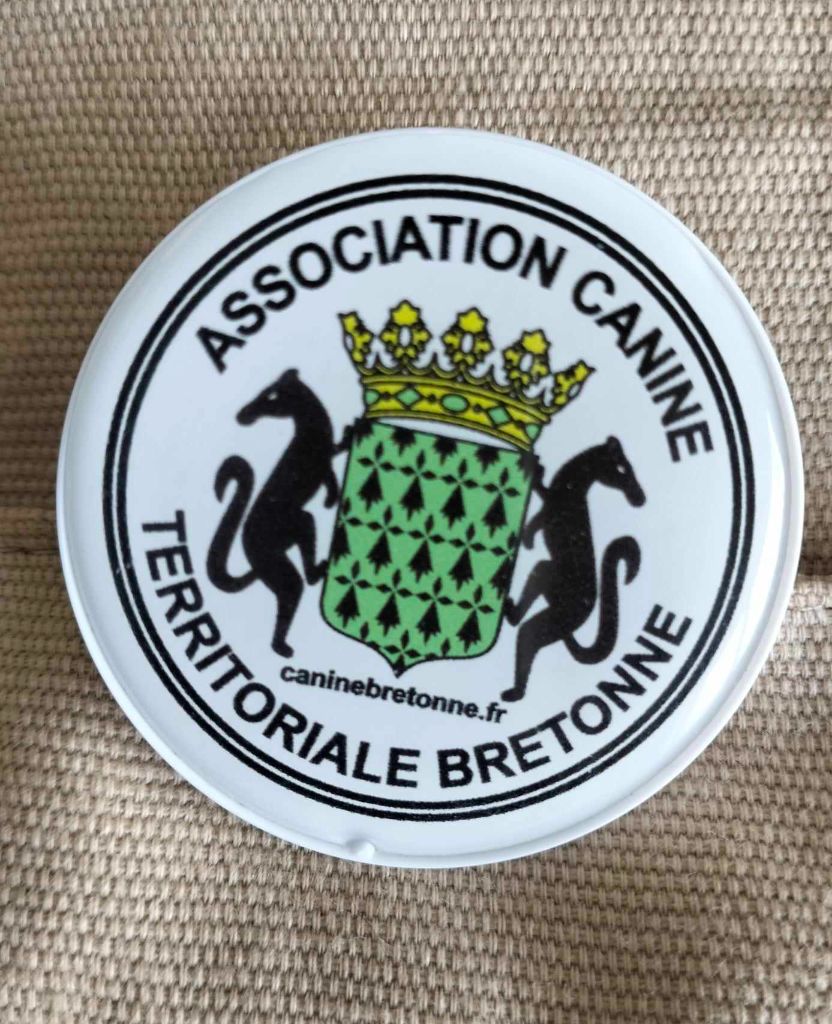 ASSOCIATION CANINE
TERRITORIALE BRETONNE
caninebretonne.fr